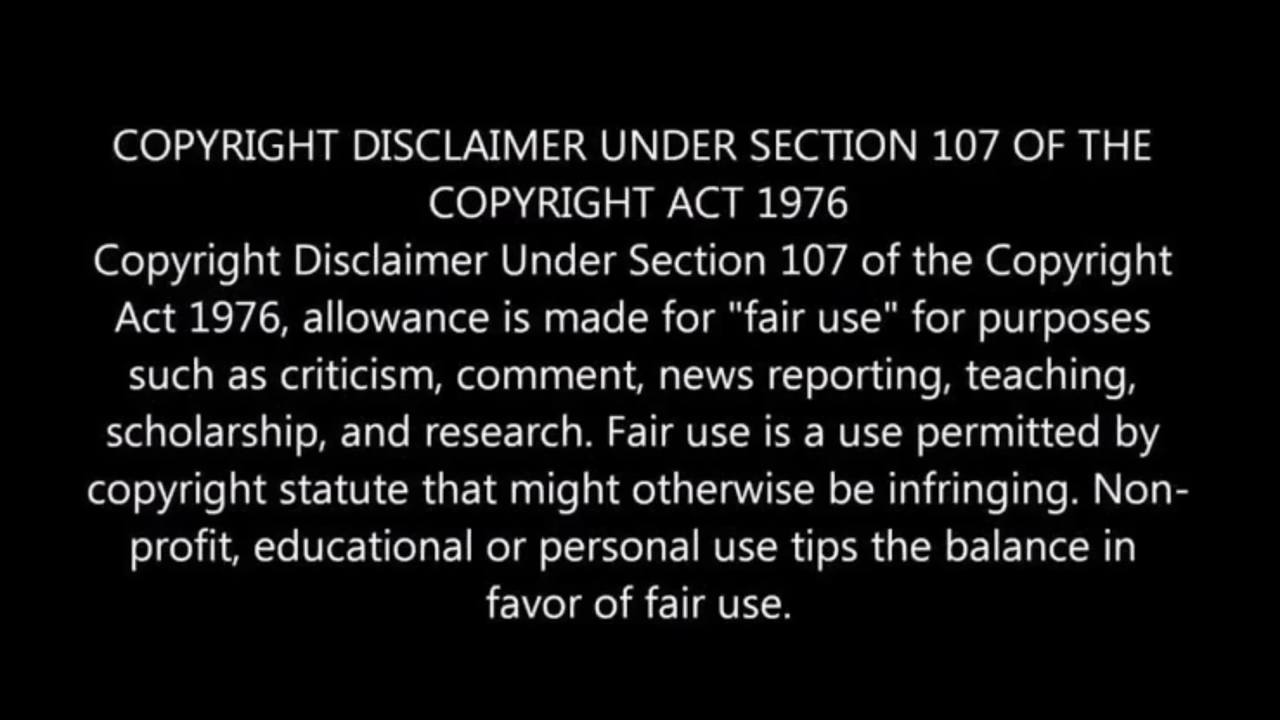 COPYRIGHT DISCLAIMER UNDER SECTION 107 OF THE
COPYRIGHT ACT 1976
Copyright Disclaimer Under Section 107 of the Copyright
Act 1976, allowance is made for "fair use" for purposes
such as criticism, comment, news reporting, teaching,
scholarship, and research. Fair use is a use permitted by
copyright statute that might otherwise be infringing. Non-
profit, educational or personal use tips the balance in
favor of fair use.